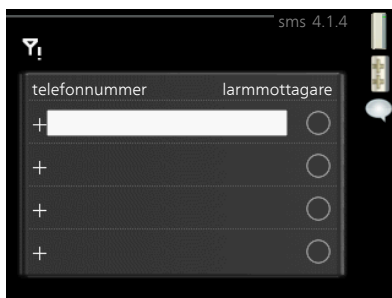 sms 4.1.4
telefonnummer larmmottagare
+
+
+
+